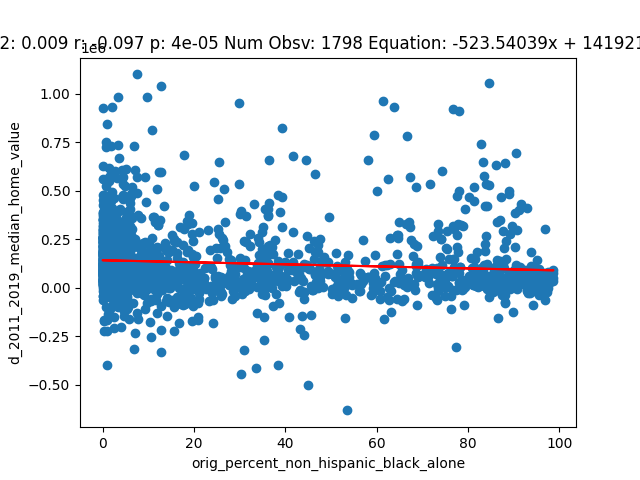 2: 0.009 r: -0.097 p: 4e-05 Num Obsv: 1798 Equation: -523.54039x + 141921
1e6
1.00
0.75
0.50
0.25
0.00
−0.25
−0.50
d_2011_2019_median_home_value
0 20 40 60 80 100
orig_percent_non_hispanic_black_alone